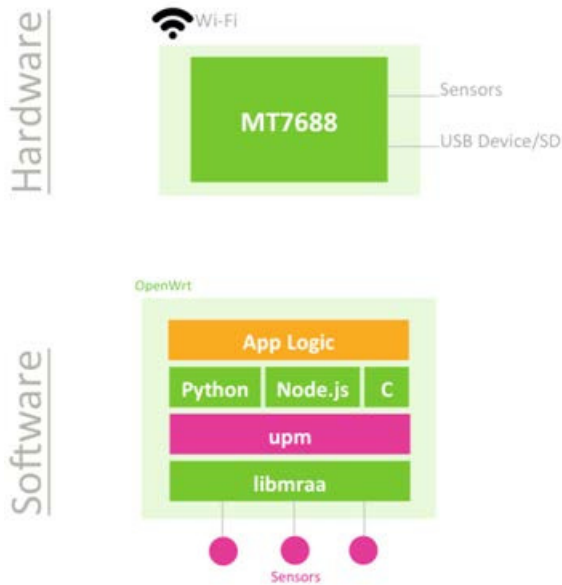 Hardware
Wi-Fi
MT7688
Sensors
USB Device/SD
Software
OpenWrt
App Logic
Python Node.js C
upm
libmraa
Sensors